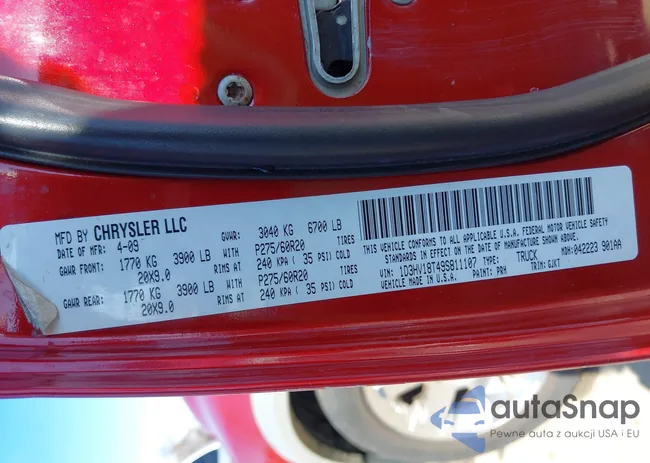 MFD BY CHRYSLER LLC GVWR: 3040 KG 6700 LB
DATE OF MFR: 4-09
GAWR FRONT: 1770 KG 3900 LB WITH P275/60R20 TIRES
20X9.0 RIMS AT 240 KPA ( 35 PSI) COLD
GAWR REAR: 1770 KG 3900 LB WITH P275/60R20 TIRES
20X9.0 RIMS AT 240 KPA ( 35 PSI) COLD
THIS VEHICLE CONFORMS TO ALL APPLICABLE U.S.A. FEDERAL MOTOR VEHICLE SAFETY
STANDARDS IN EFFECT ON THE DATE OF MANUFACTURE SHOWN ABOVE.
VIN: 1D3HV18T49S811107 TYPE: TRUCK MDH: 042223 901AA
VEHICLE MADE IN U.S.A. PAINT: PRH TRIM: GJKT
autaSnap
Pewne auta z aukcji USA i EU